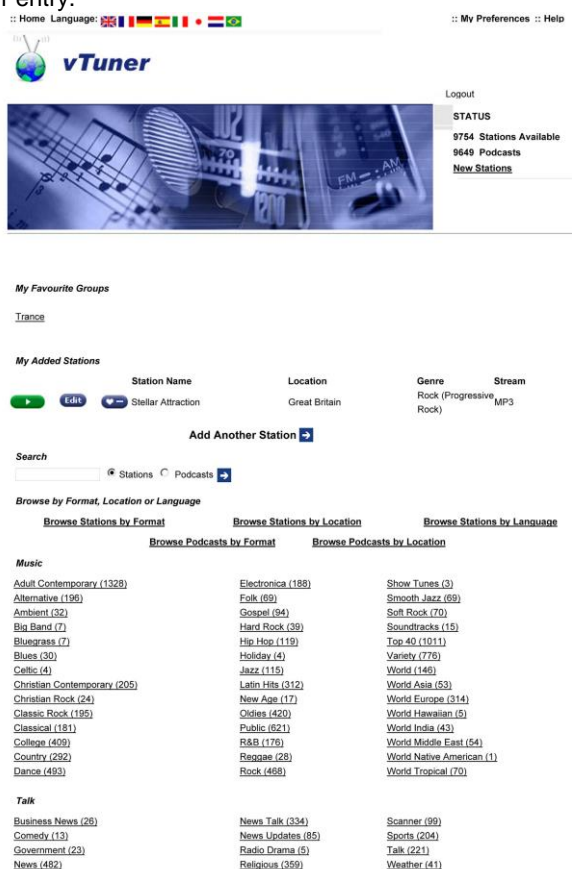 entry:
:: Home Language:
:: My Preferences :: Help
vTuner
Logout
STATUS
9754 Stations Available
9649 Podcasts
New Stations
FM AM
My Favourite Groups
Trance
My Added Stations
Station Name Location Genre Stream
Edit Stellar Attraction Great Britain Rock (Progressive Rock) MP3
Add Another Station
Search
Stations Podcasts
Browse by Format, Location or Language
Browse Stations by Format Browse Stations by Location Browse Stations by Language
Browse Podcasts by Format Browse Podcasts by Location
Music
Adult Contemporary (1328) Electronica (188) Show Tunes (3)
Alternative (196) Folk (69) Smooth Jazz (69)
Ambient (32) Gospel (94) Soft Rock (70)
Big Band (7) Hard Rock (39) Soundtracks (15)
Bluegrass (7) Hip Hop (119) Top 40 (1011)
Blues (30) Holiday (4) Variety (776)
Celtic (4) Jazz (115) World (146)
Christian Contemporary (205) Latin Hits (312) World Asia (53)
Christian Rock (24) New Age (17) World Europe (314)
Classic Rock (195) Oldies (420) World Hawaiian (5)
Classical (181) Public (621) World India (43)
College (409) R&B (176) World Middle East (54)
Country (292) Reggae (28) World Native American (1)
Dance (493) Rock (468) World Tropical (70)
Talk
Business News (26) News Talk (334) Scanner (99)
Comedy (13) News Updates (85) Sports (204)
Government (23) Radio Drama (5) Talk (221)
News (482) Religious (359) Weather (41)